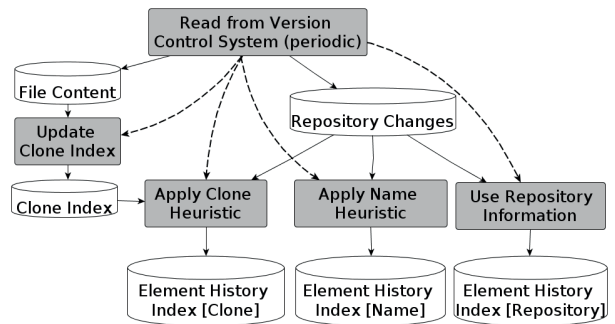 Read from Version
Control System (periodic)
File Content
Repository Changes
Update
Clone Index
Clone Index
Apply Clone
Heuristic
Apply Name
Heuristic
Use Repository
Information
Element History
Index [Clone]
Element History
Index [Name]
Element History
Index [Repository]